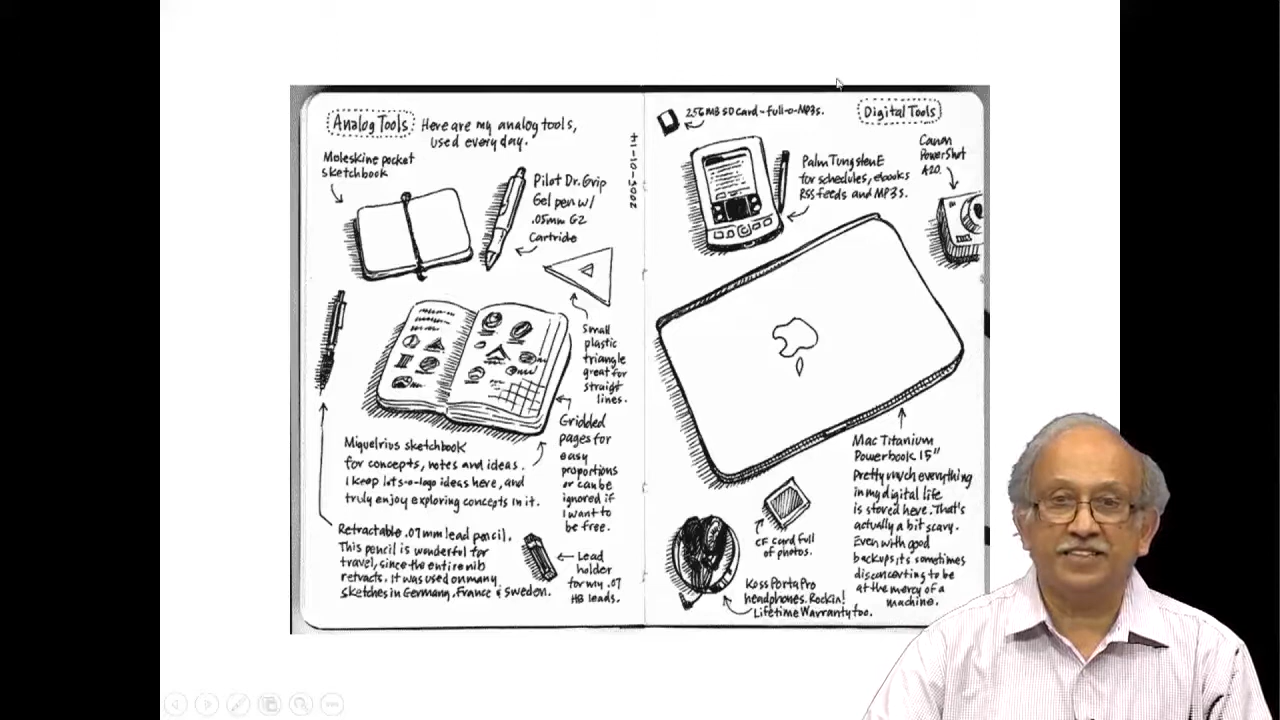 Analog Tools
Here are my analog tools,
used every day.
Moleskine pocket
sketchbook
Pilot Dr. Grip
Gel pen w/
.05mm G2
Cartride
Small
plastic
triangle
great for
straight
lines.
Gridded
pages for
easy
proportions
or can be
ignored if
I want to
be free.
Miquelrius sketchbook
for concepts, notes and ideas.
I keep lots-o-logo ideas here, and
truly enjoy exploring concepts in it.
Retractable .07mm lead pencil.
This pencil is wonderful for
travel, since the entire nib
retracts. It was used on many
sketches in Germany, France & Sweden.
Lead
holder
for my .07
HB leads.
256 MB SD card - full-o-MP3s.
Digital Tools
Palm Tungsten E
for schedules, ebooks
RSS feeds and MP3s.
Canon
PowerShot
A20.
Mac Titanium
Powerbook 15"
Pretty much everything
in my digital life
is stored here. That's
actually a bit scary.
Even with good
backups, its sometimes
disconcerting to be
at the mercy of a
machine.
CF card full
of photos.
Koss PortaPro
headphones. Rockin!
Lifetime Warranty too.